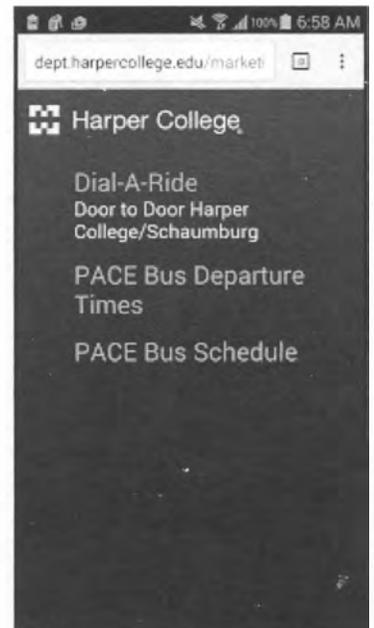 100% 6:58 AM
dept.harpercollege.edu/marketi
Harper College
Dial-A-Ride
Door to Door Harper
College/Schaumburg
PACE Bus Departure
Times
PACE Bus Schedule